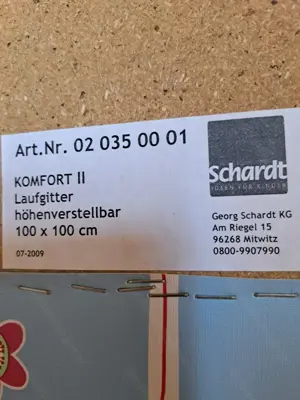 Art.Nr. 02 035 00 01
KOMFORT II
Laufgitter
höhenverstellbar
100 x 100 cm
07-2009
Schardt
IDEEN FÜR KINDER
Georg Schardt KG
Am Riegel 15
96268 Mitwitz
0800-9907990